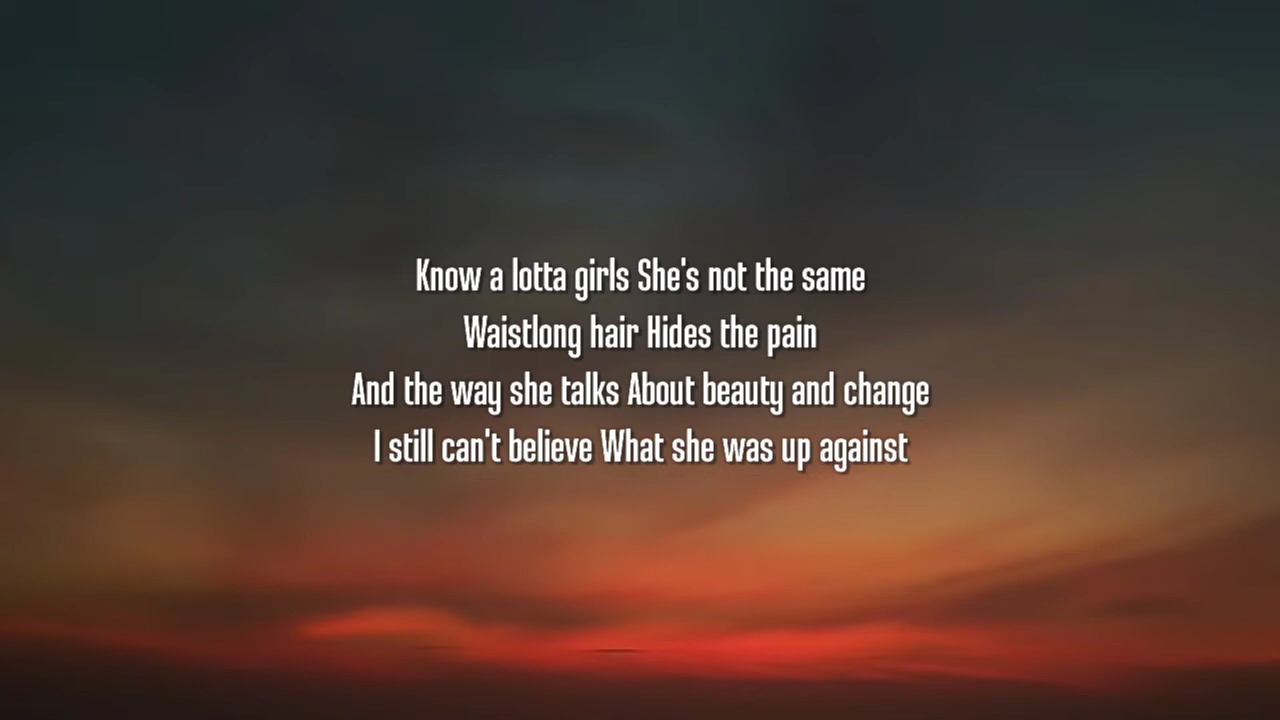 Know a lotta girls She's not the same
Waistlong hair Hides the pain
And the way she talks About beauty and change
I still can't believe What she was up against